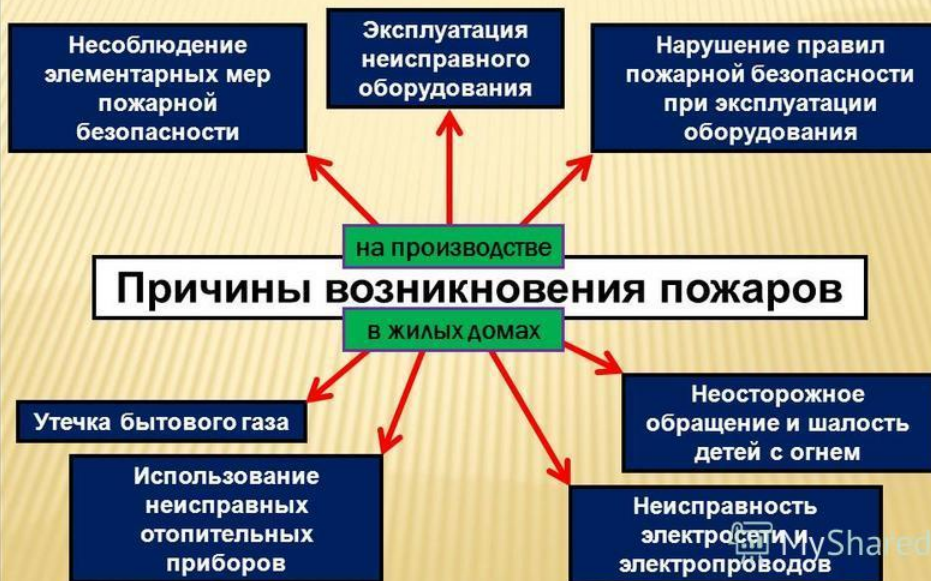 Несоблюдение
элементарных мер
пожарной
безопасности
Эксплуатация
неисправного
оборудования
Нарушение правил
пожарной безопасности
при эксплуатации
оборудования
на производстве
Причины возникновения пожаров
в жилых домах
Утечка бытового газа
Использование
неисправных
отопительных
приборов
Неисправность
электросети и
электропроводов
Неосторожное
обращение и шалость
детей с огнем
MyShared